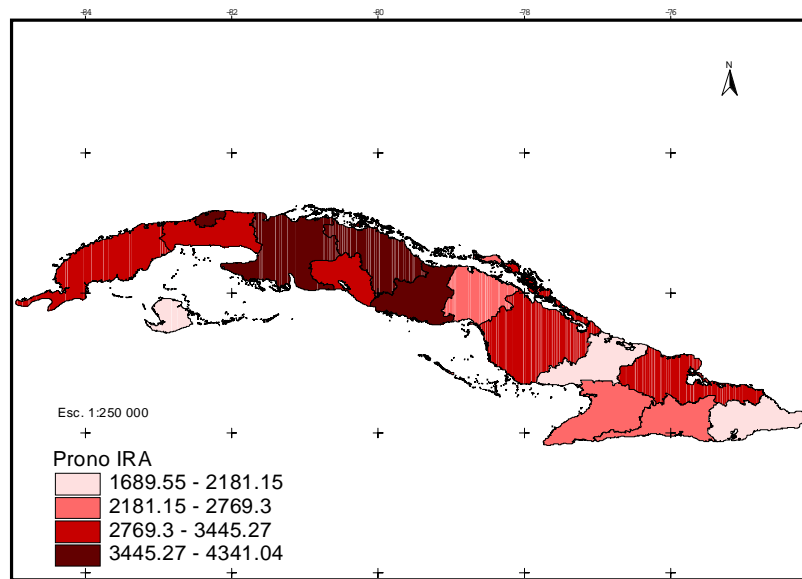 -84 -82 -80 -78 -76
N
Esc. 1:250 000
Prono IRA
1689.55 - 2181.15
2181.15 - 2769.3
2769.3 - 3445.27
3445.27 - 4341.04